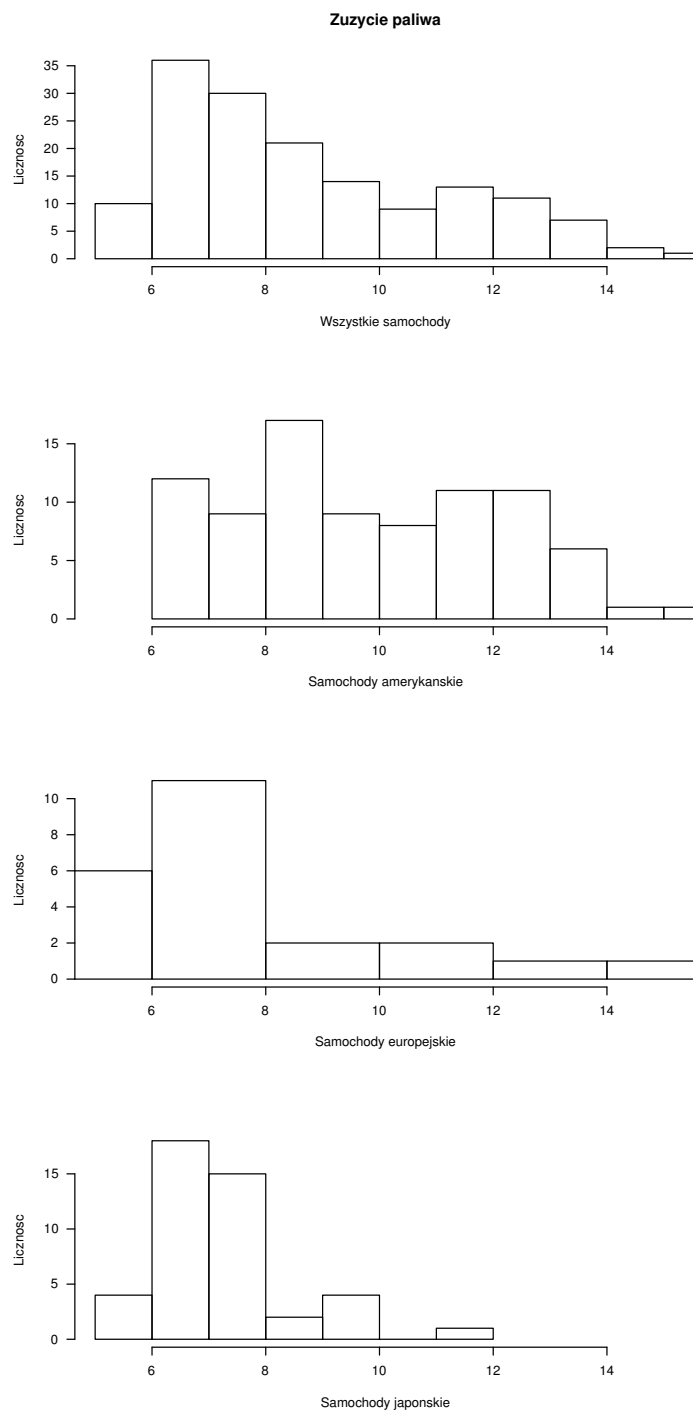 Zuzycie paliwa
Licznosc
35
30
25
20
15
10
5
0
6 8 10 12 14
Wszystkie samochody
Licznosc
15
10
5
0
6 8 10 12 14
Samochody amerykanskie
Licznosc
10
8
6
4
2
0
6 8 10 12 14
Samochody europejskie
Licznosc
15
10
5
0
6 8 10 12 14
Samochody japonskie